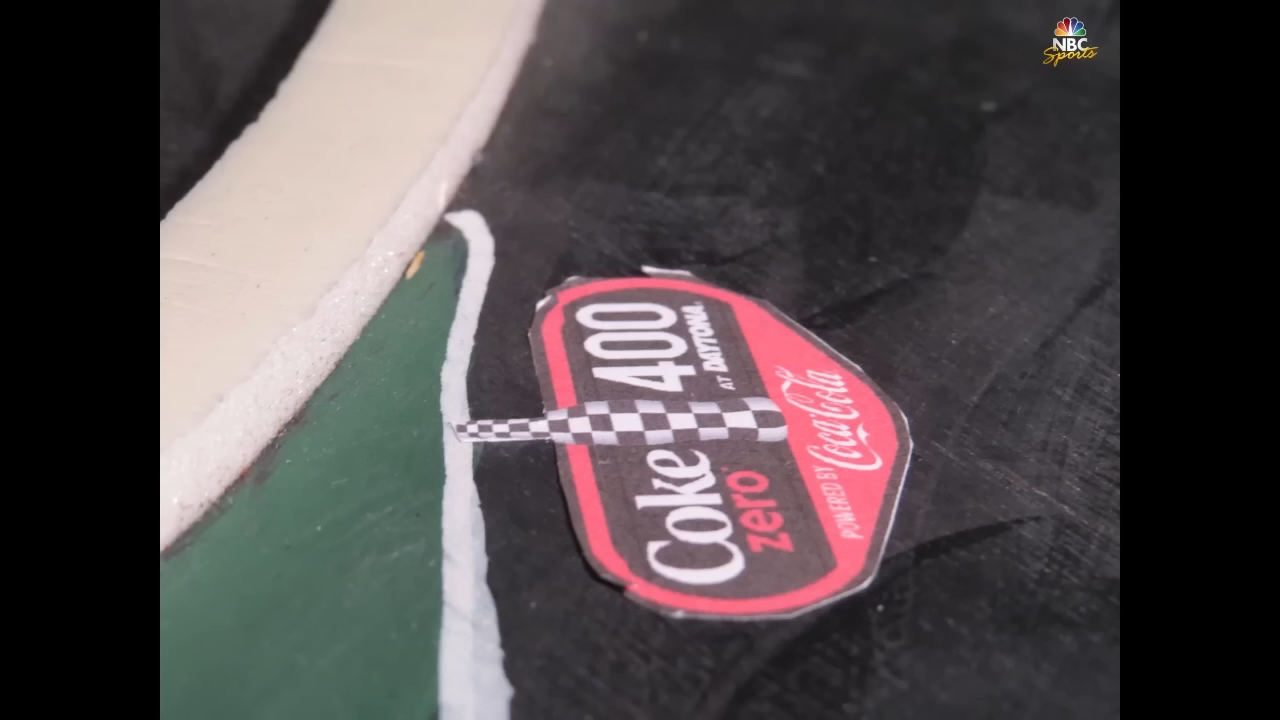 NBC
Sports
Coke 400
zero AT DAYTONA
POWERED BY Coca-Cola